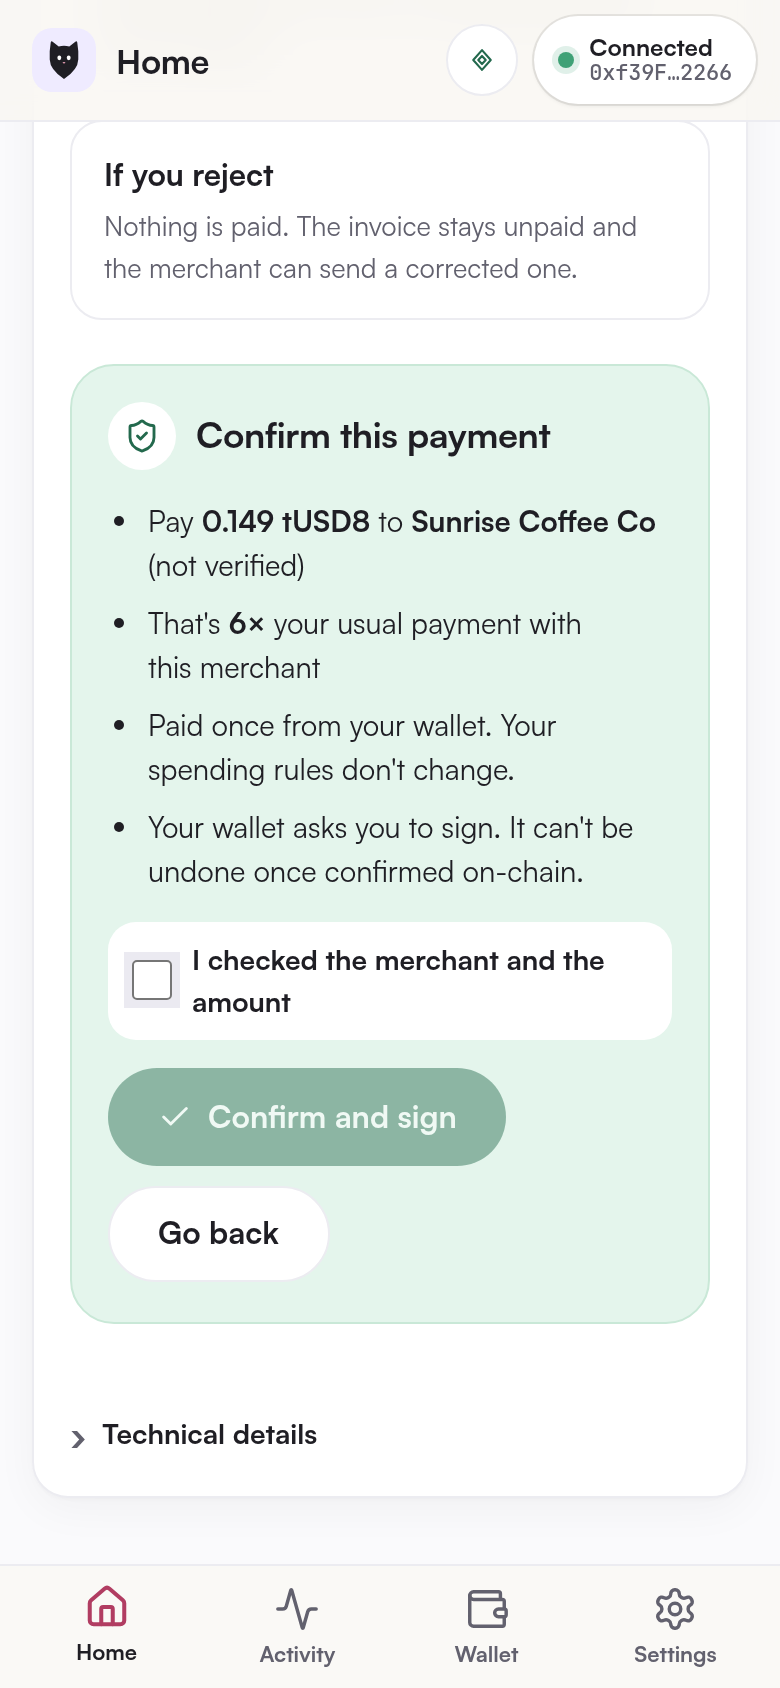 Home
Connected
0xf39F…2266
If you reject
Nothing is paid. The invoice stays unpaid and
the merchant can send a corrected one.
Confirm this payment
• Pay 0.149 tUSD8 to Sunrise Coffee Co
(not verified)
• That's 6× your usual payment with
this merchant
• Paid once from your wallet. Your
spending rules don't change.
• Your wallet asks you to sign. It can't be
undone once confirmed on-chain.
I checked the merchant and the
amount
Confirm and sign
Go back
Technical details
Home
Activity
Wallet
Settings